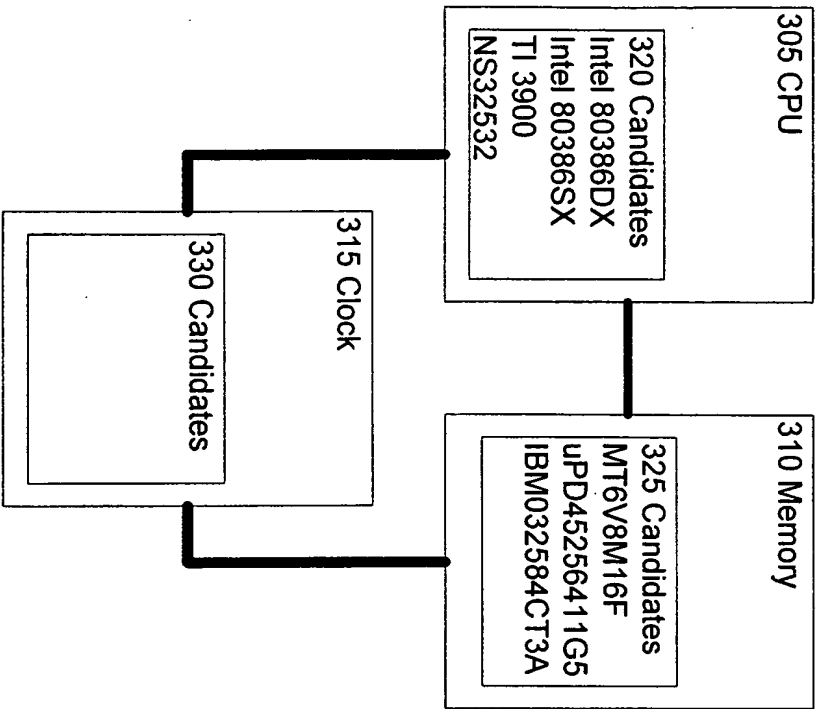 305 CPU
320 Candidates
Intel 80386DX
Intel 80386SX
TI 3900
NS32532
310 Memory
325 Candidates
MT6V8M16F
uPD45256411G5
IBM032584CT3A
315 Clock
330 Candidates